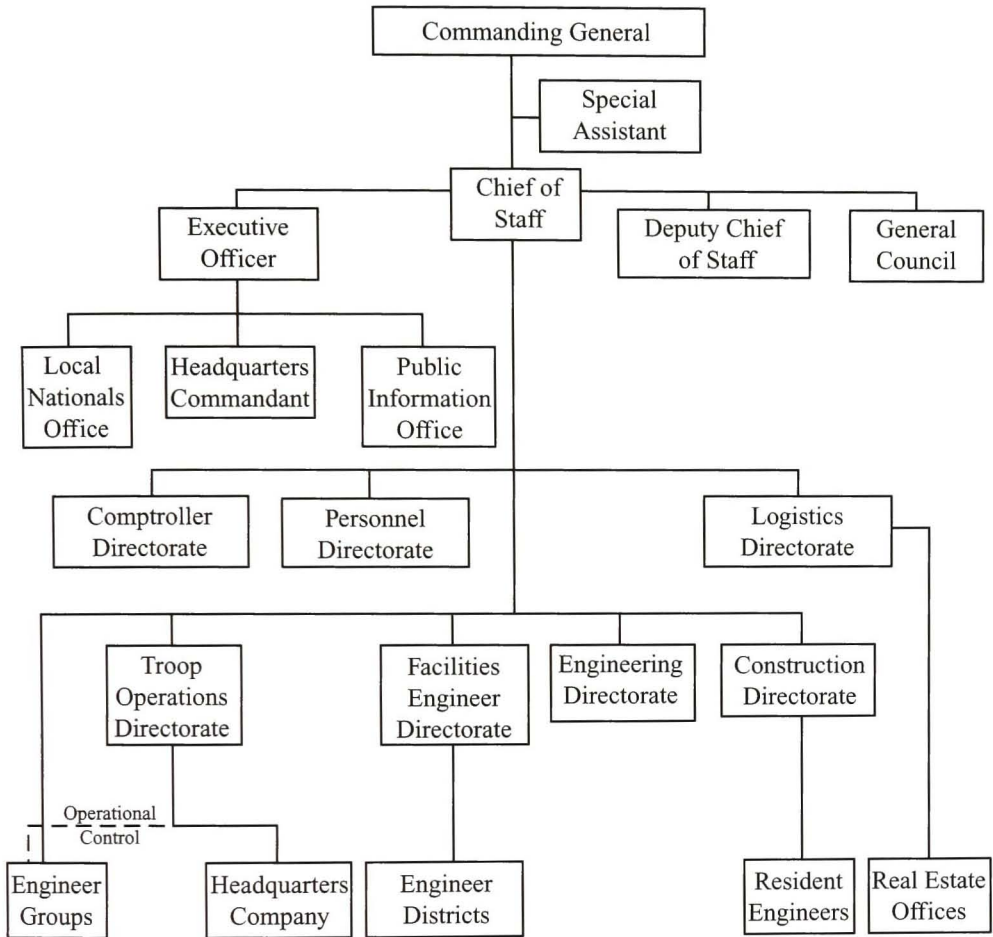 Commanding General
Special
Assistant
Chief of
Staff
Executive
Officer
Deputy Chief
of Staff
General
Council
Local
Nationals
Office
Headquarters
Commandant
Public
Information
Office
Comptroller
Directorate
Personnel
Directorate
Logistics
Directorate
Troop
Operations
Directorate
Facilities
Engineer
Directorate
Engineering
Directorate
Construction
Directorate
Operational
Control
Engineer
Groups
Headquarters
Company
Engineer
Districts
Resident
Engineers
Real Estate
Offices